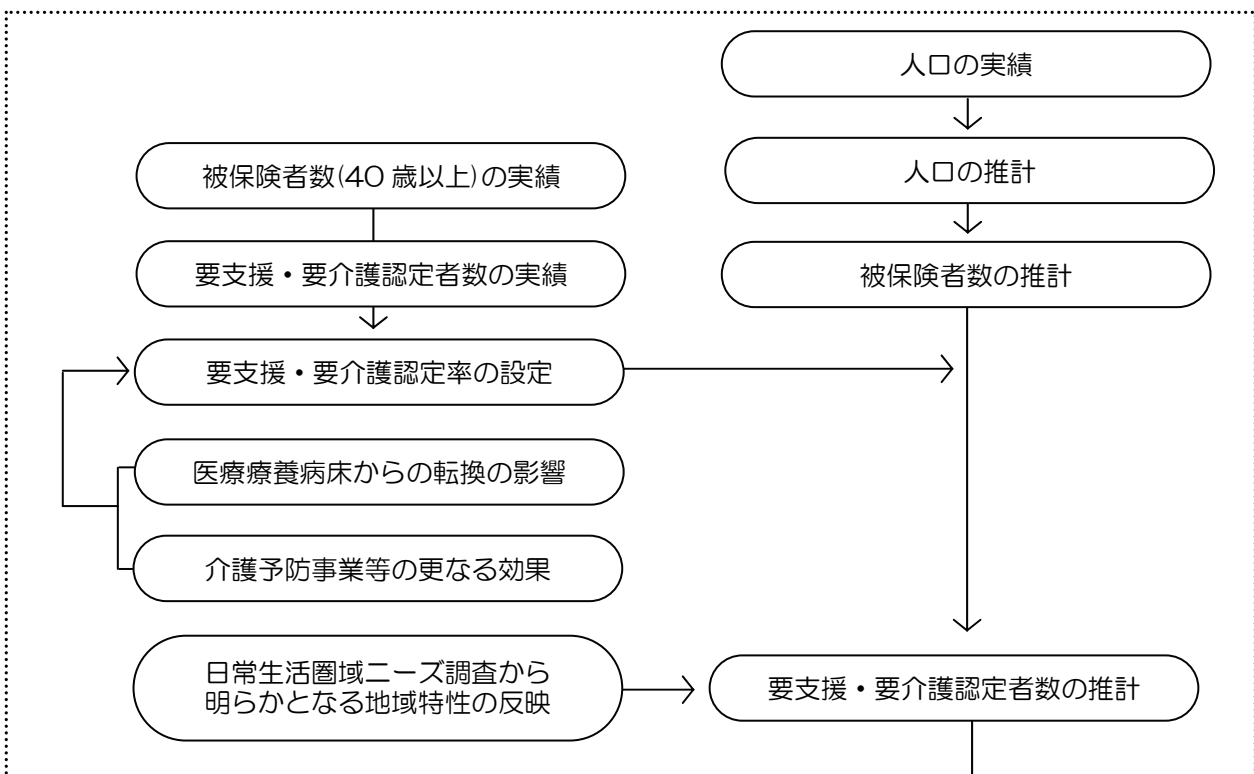 人口の実績
人口の推計
被保険者数(40 歳以上)の実績
要支援・要介護認定者数の実績
被保険者数の推計
要支援・要介護認定率の設定
医療療養病床からの転換の影響
介護予防事業等の更なる効果
日常生活圏域ニーズ調査から
明らかとなる地域特性の反映
要支援・要介護認定者数の推計